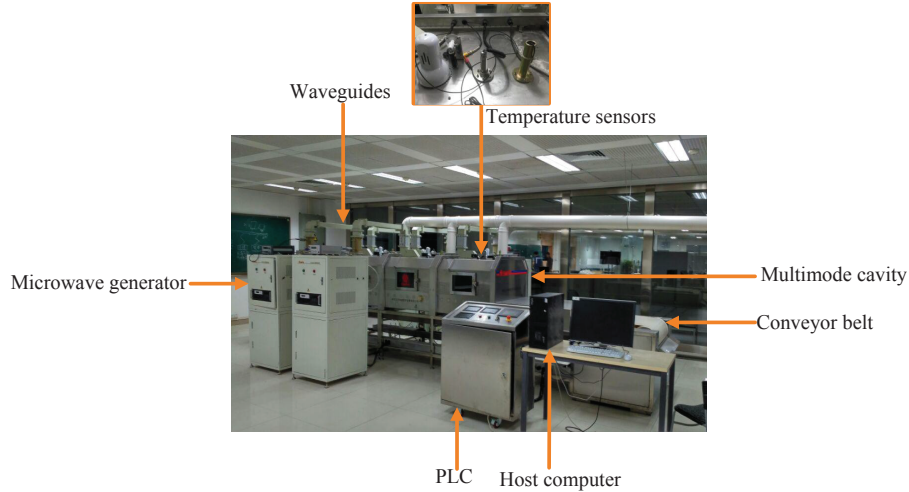 Waveguides
Temperature sensors
Microwave generator
Multimode cavity
Conveyor belt
PLC
Host computer